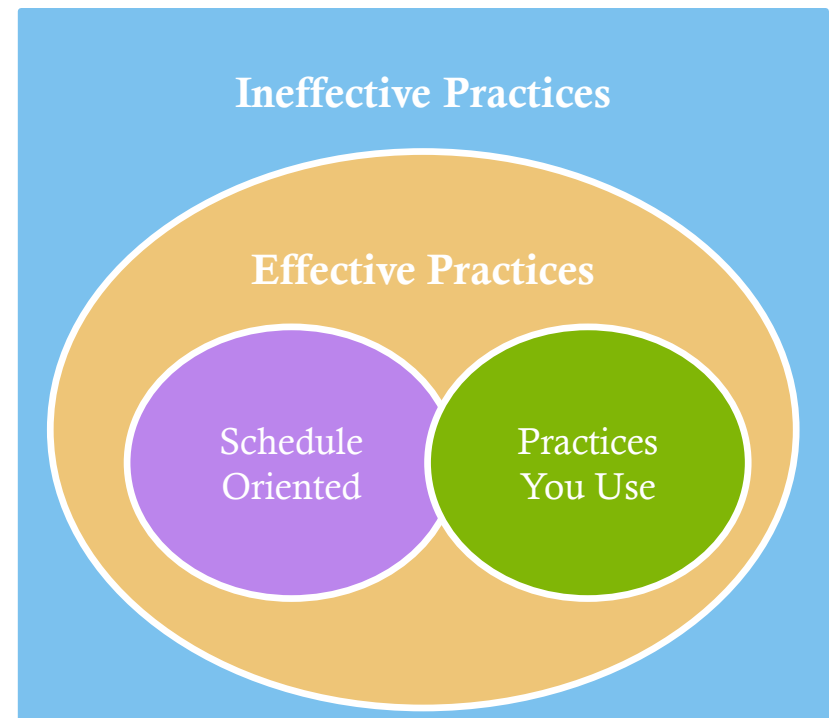 Ineffective Practices
Effective Practices
Schedule
Oriented
Practices
You Use